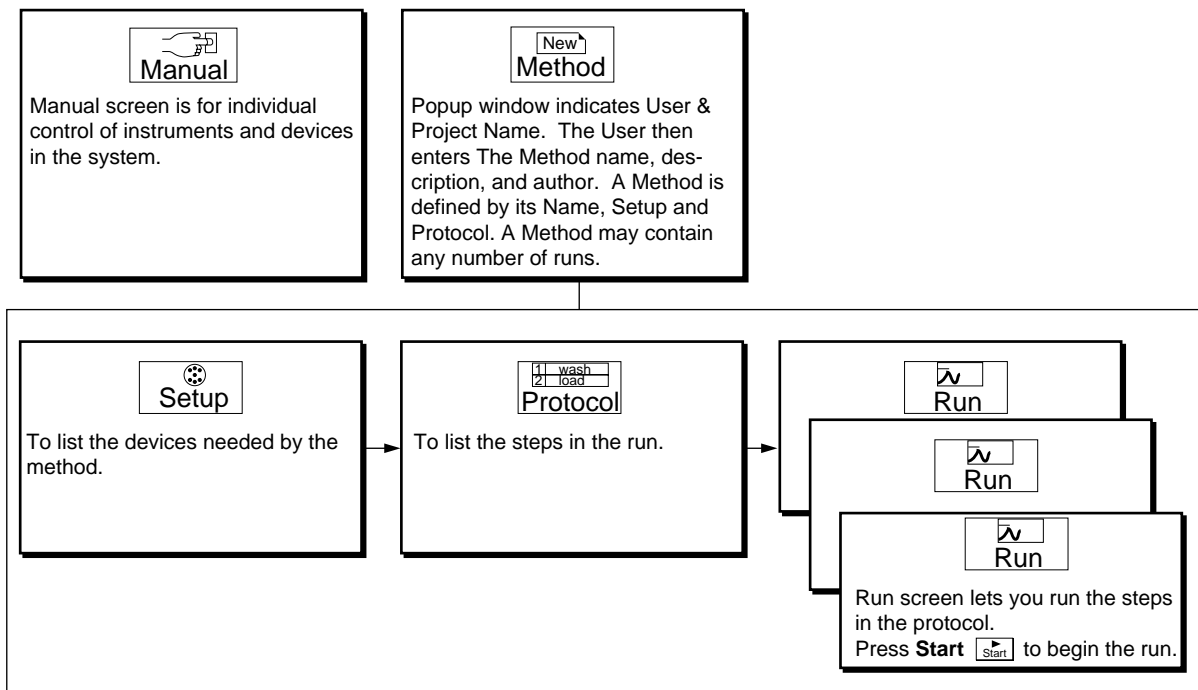 Manual
Manual screen is for individual
control of instruments and devices
in the system.
New
Method
Popup window indicates User &
Project Name. The User then
enters The Method name, des-
cription, and author. A Method is
defined by its Name, Setup and
Protocol. A Method may contain
any number of runs.
Setup
To list the devices needed by the
method.
1 wash
2 load
Protocol
To list the steps in the run.
Run
Run
Run
Run screen lets you run the steps
in the protocol.
Press Start Start to begin the run.